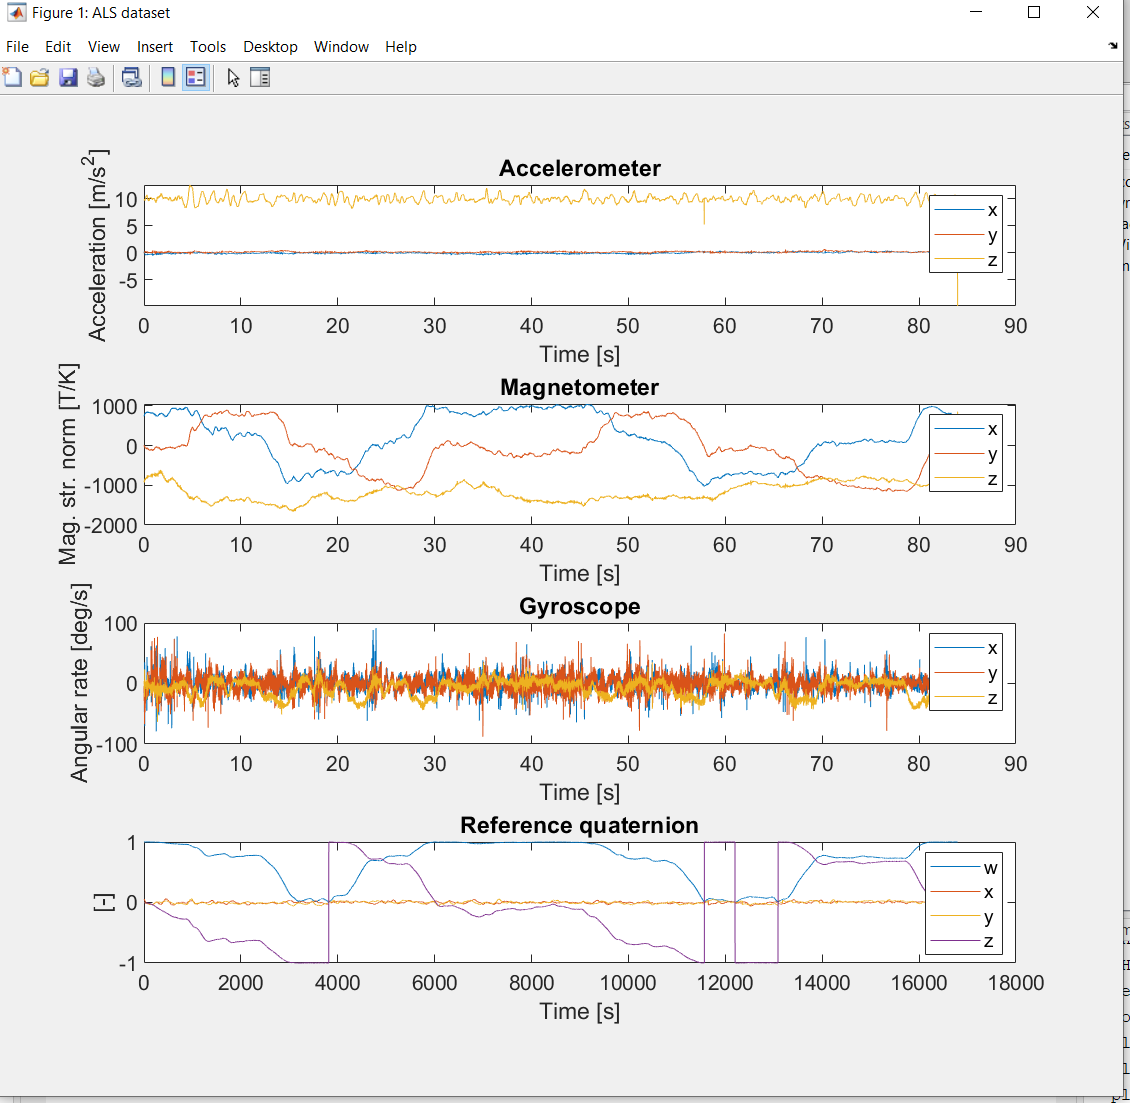 Figure 1: ALS dataset
File Edit View Insert Tools Desktop Window Help
Accelerometer
Acceleration [m/s²]
10
5
0
-5
x
y
z
0 10 20 30 40 50 60 70 80 90
Time [s]
Magnetometer
Mag. str. norm [T/K]
1000
0
-1000
-2000
x
y
z
0 10 20 30 40 50 60 70 80 90
Time [s]
Gyroscope
Angular rate [deg/s]
100
0
-100
x
y
z
0 10 20 30 40 50 60 70 80 90
Time [s]
Reference quaternion
[-]
1
0
-1
w
x
y
z
0 2000 4000 6000 8000 10000 12000 14000 16000 18000
Time [s]